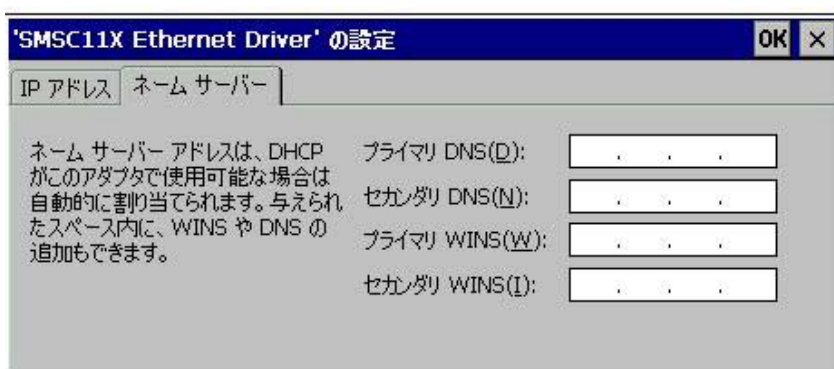 'SMSC11X Ethernet Driver' の設定 OK ×
IP アドレス ネーム サーバー
ネーム サーバー アドレスは、DHCP
がこのアダプタで使用可能な場合は
自動的に割り当てられます。与えられ
たスペース内に、WINS や DNS の
追加もできます。
プライマリ DNS(D):
セカンダリ DNS(N):
プライマリ WINS(W):
セカンダリ WINS(I):